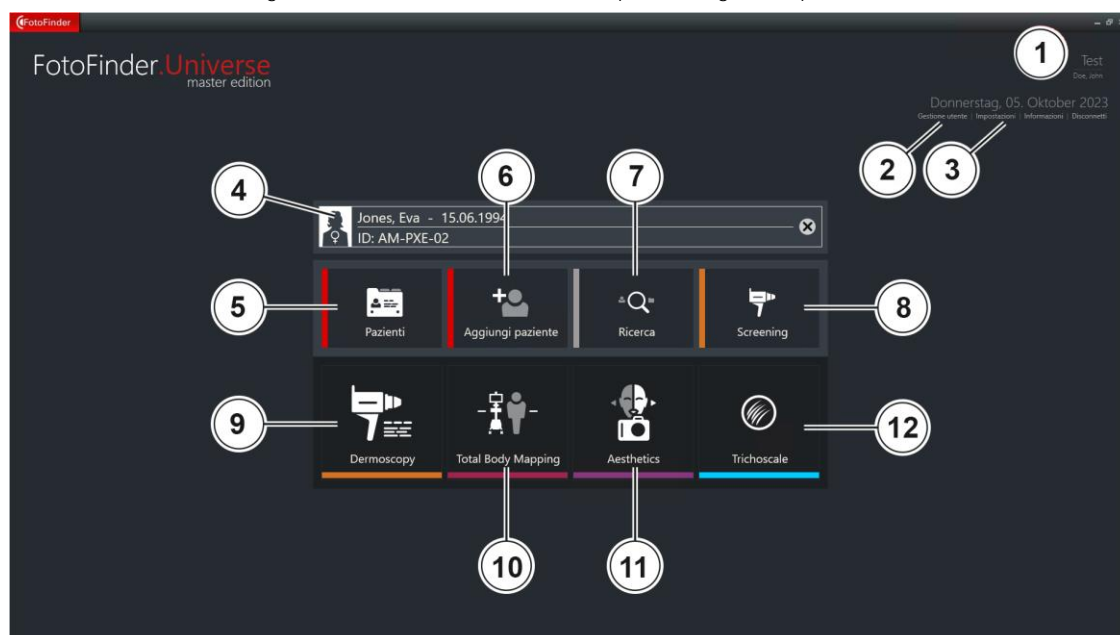 FotoFinder
FotoFinder.Universe
master edition
1
Test
Doe, John
Donnerstag, 05. Oktober 2023
Gestione utente | Impostazioni | Informazioni | Disconnetti
2
3
4
6
7
Jones, Eva - 15.06.1994
ID: AM-PXE-02
5
Pazienti
Aggiungi paziente
Ricerca
Screening
8
9
Dermoscopy
Total Body Mapping
Aesthetics
Trichoscale
12
10
11